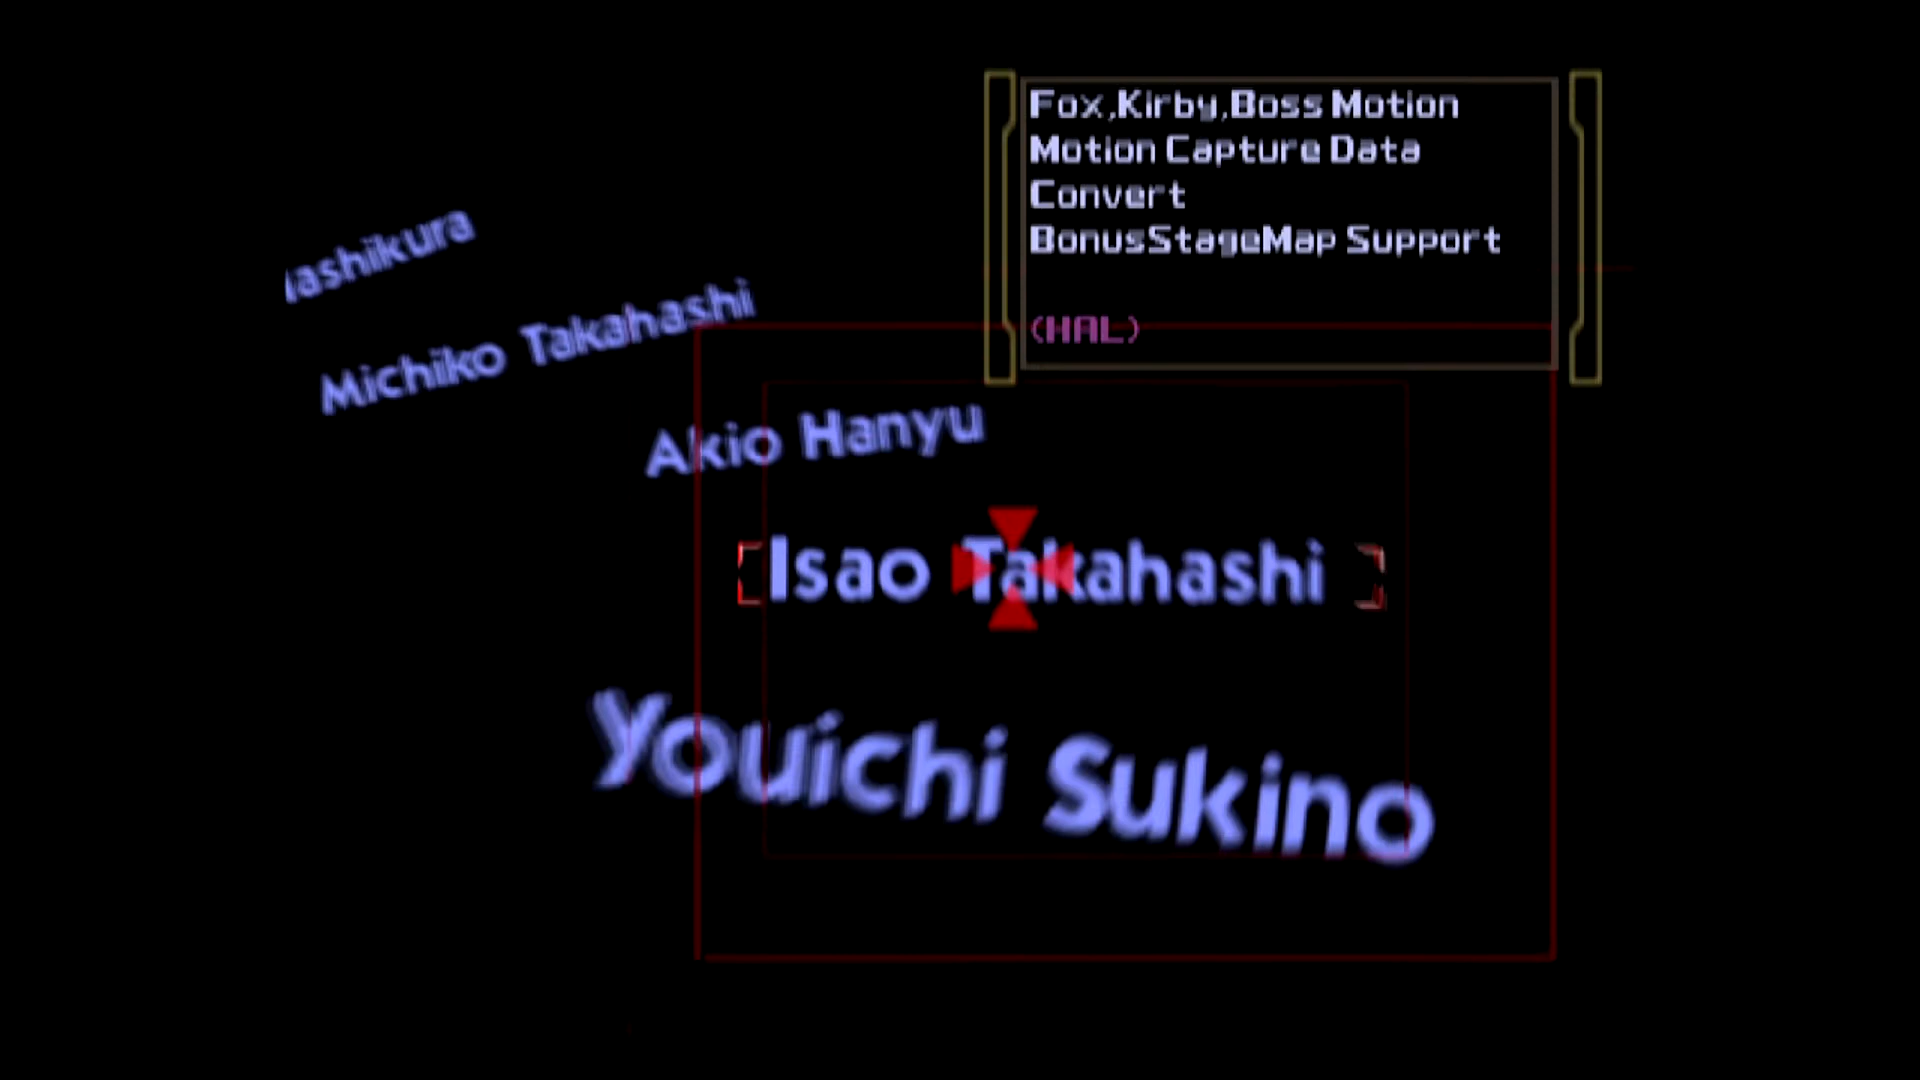 Fox,Kirby,Boss Motion
Motion Capture Data
Convert
BonusStageMap Support
(HAL)
Michiko Takahashi
Akio Hanyu
Isao Takahashi
Youichi Sukino